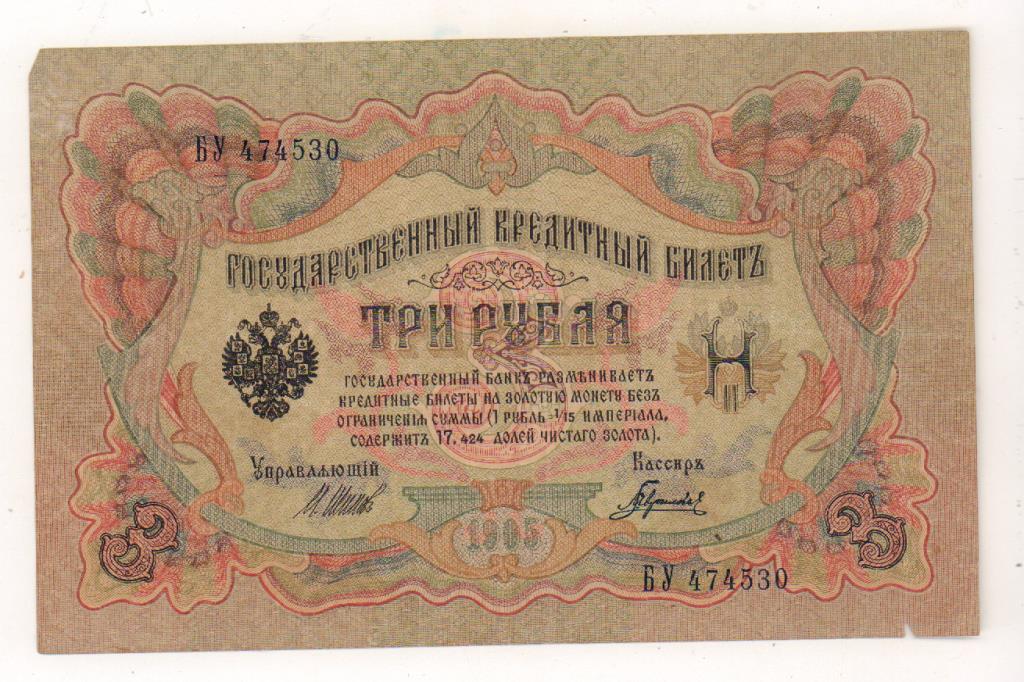 БУ 474530
ГОСУДАРСТВЕННЫЙ КРЕДИТНЫЙ БИЛЕТЪ
ТРИ РУБЛЯ
ГОСУДАРСТВЕННЫЙ БАНКЪ РАЗМѢНИВАЕТЪ
КРЕДИТНЫЕ БИЛЕТЫ НА ЗОЛОТУЮ МОНЕТУ БЕЗЪ
ОГРАНИЧЕНІЯ СУММЫ (1 РУБЛЬ=1/15 ИМПЕРІАЛА,
СОДЕРЖИТЪ 17,424 ДОЛЕЙ ЧИСТАГО ЗОЛОТА).
Управляющій Кассиръ
И. Шипов
3 1905 3
БУ 474530